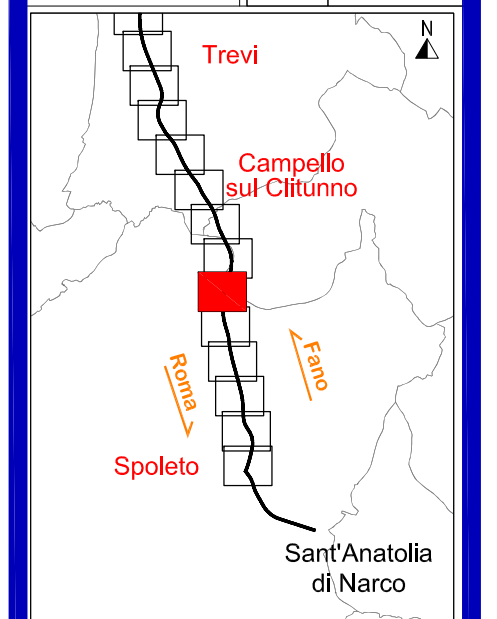 N
Trevi
Campello
sul Clitunno
Fano
Roma
Spoleto
Sant'Anatolia
di Narco